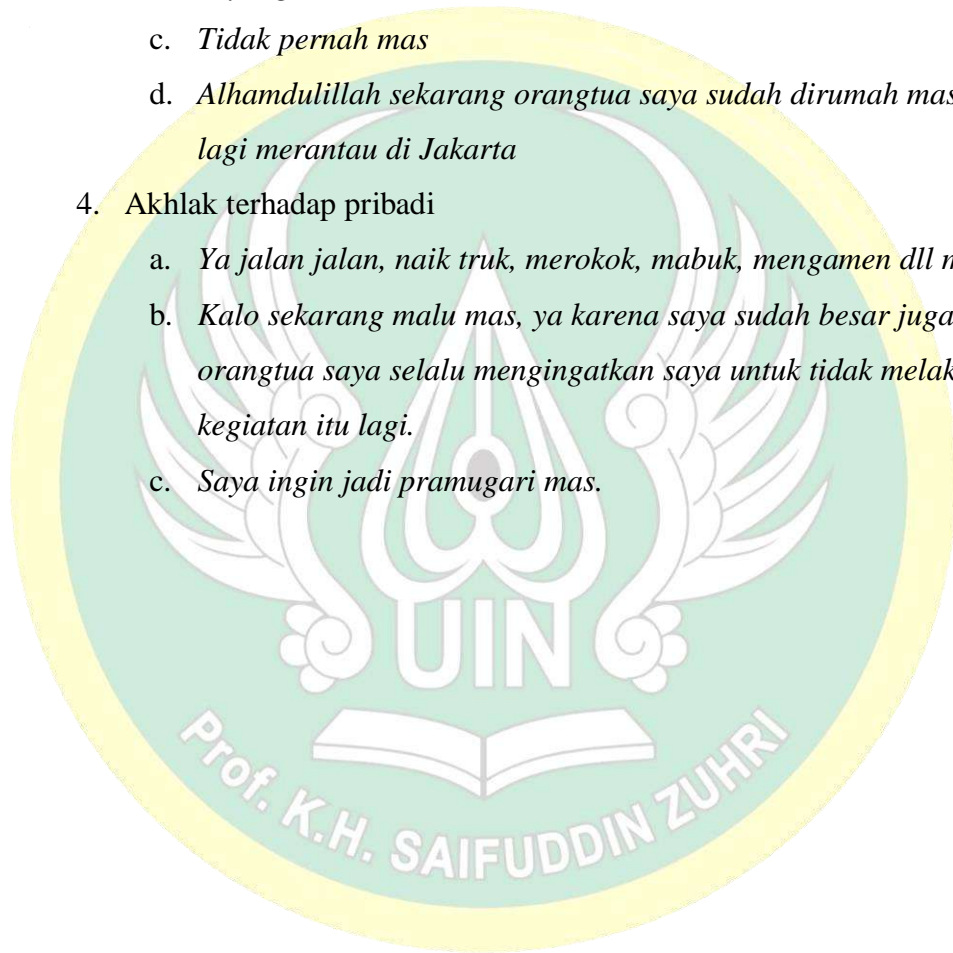 c. Tidak pernah mas
d. Alhamdulillah sekarang orangtua saya sudah dirumah mas
lagi merantau di Jakarta
4. Akhlak terhadap pribadi
a. Ya jalan jalan, naik truk, merokok, mabuk, mengamen dll
b. Kalo sekarang malu mas, ya karena saya sudah besar juga
orangtua saya selalu mengingatkan saya untuk tidak
kegiatan itu lagi.
c. Saya ingin jadi pramugari mas.
UIN
Prof. K.H. SAIFUDDIN ZUHRI